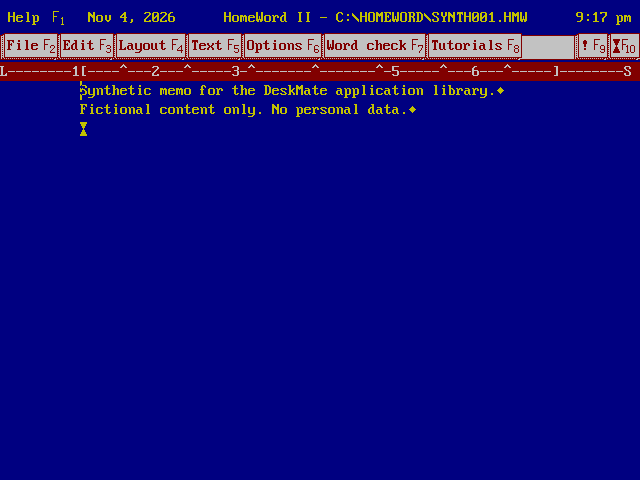 Help F1 Nov 4, 2026 HomeWord II - C:\HOMEWORD\SYNTH001.HMW 9:17 pm
File F2 Edit F3 Layout F4 Text F5 Options F6 Word check F7 Tutorials F8 ! F9 F10
L--------1[----^---2------3-^-------^-------^-5-----^---6---^-----]--------S
Synthetic memo for the DeskMate application library.◆
Fictional content only. No personal data.◆